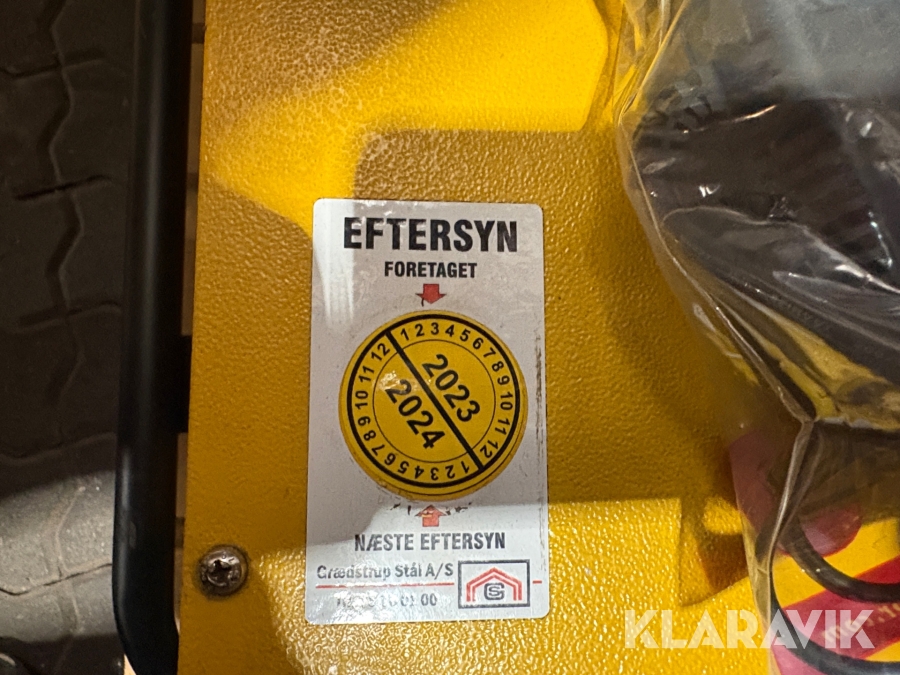 EFTERSYN
FORETAGET
1 2 3 4 5 6 7 8 9 10 11 12
2023
2024
1 2 3 4 5 6 7 8 9 10 11 12
NÆSTE EFTERSYN
Grædstrup Stål A/S
GS
KLARAVIK